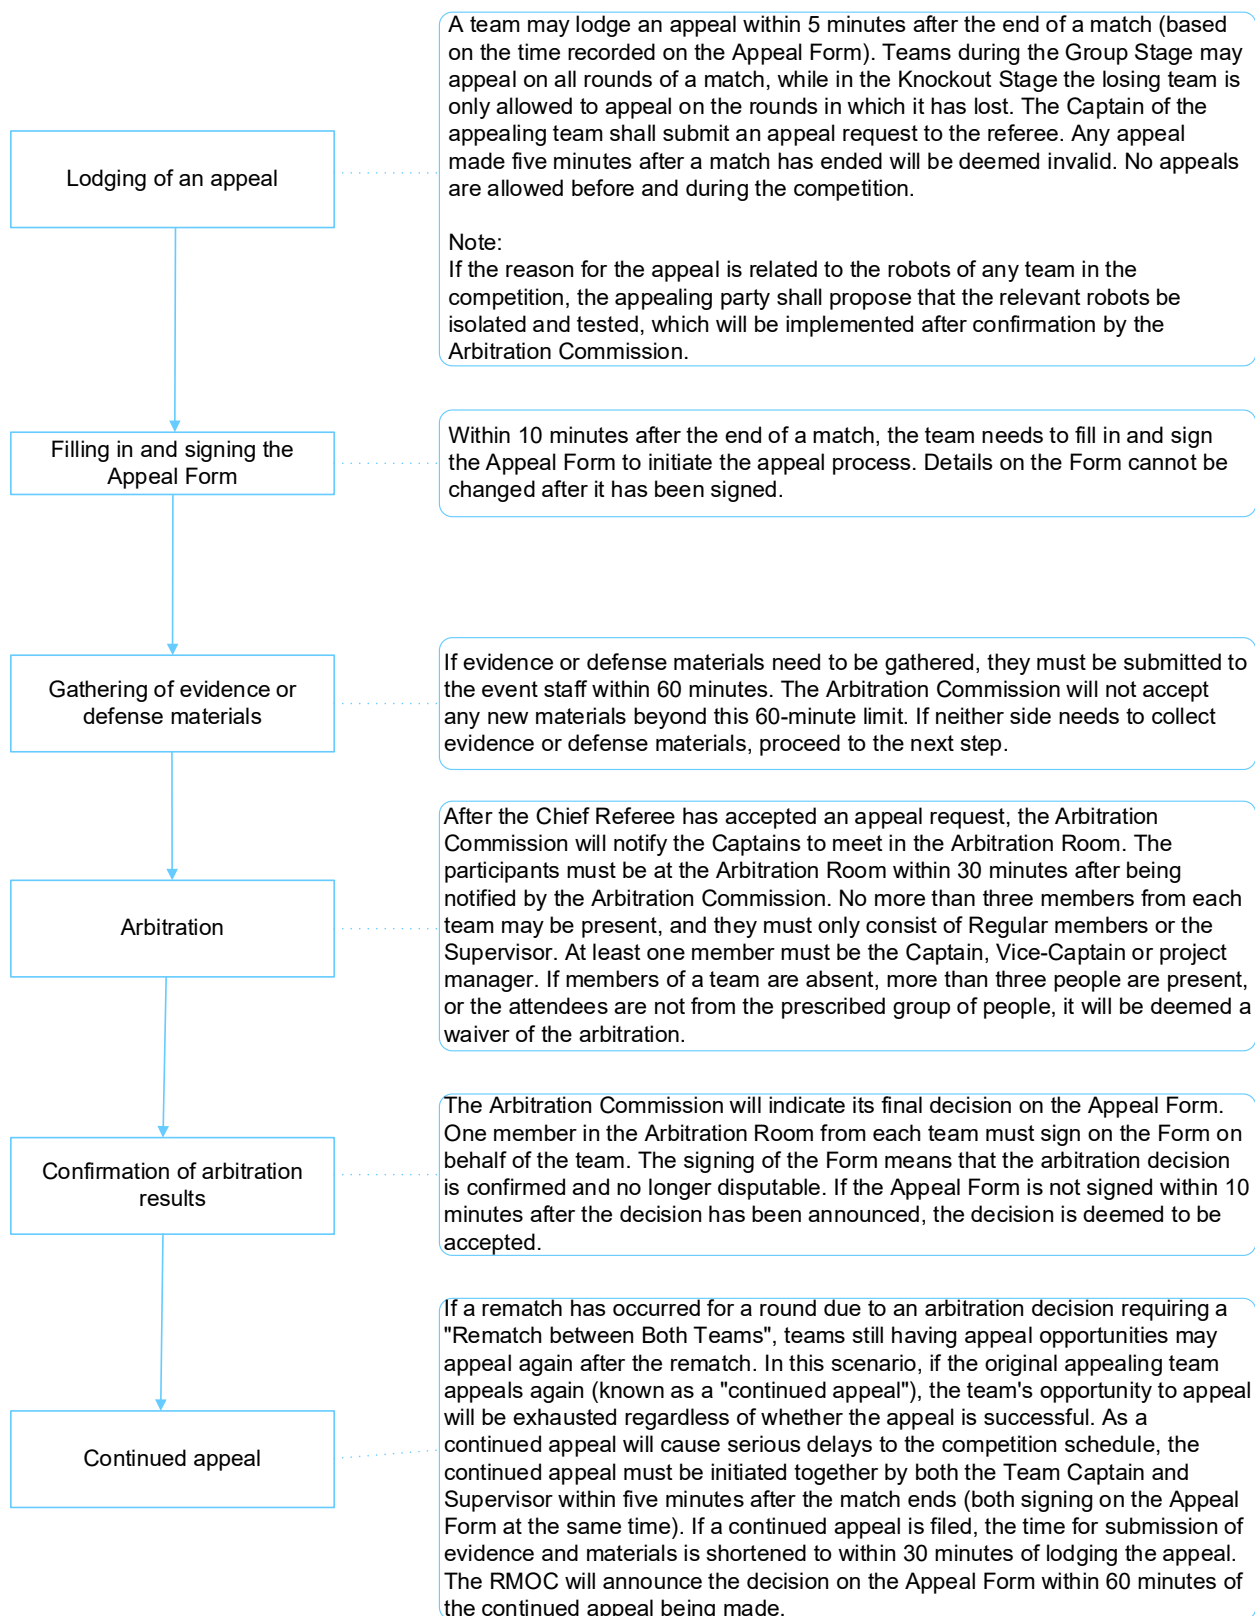 Lodging of an appeal
A team may lodge an appeal within 5 minutes after the end of a match (based
on the time recorded on the Appeal Form). Teams during the Group Stage may
appeal on all rounds of a match, while in the Knockout Stage the losing team is
only allowed to appeal on the rounds in which it has lost. The Captain of the
appealing team shall submit an appeal request to the referee. Any appeal
made five minutes after a match has ended will be deemed invalid. No appeals
are allowed before and during the competition.
Note:
If the reason for the appeal is related to the robots of any team in the
competition, the appealing party shall propose that the relevant robots be
isolated and tested, which will be implemented after confirmation by the
Arbitration Commission.
Filling in and signing the
Appeal Form
Within 10 minutes after the end of a match, the team needs to fill in and sign
the Appeal Form to initiate the appeal process. Details on the Form cannot be
changed after it has been signed.
Gathering of evidence or
defense materials
If evidence or defense materials need to be gathered, they must be submitted to
the event staff within 60 minutes. The Arbitration Commission will not accept
any new materials beyond this 60-minute limit. If neither side needs to collect
evidence or defense materials, proceed to the next step.
Arbitration
After the Chief Referee has accepted an appeal request, the Arbitration
Commission will notify the Captains to meet in the Arbitration Room. The
participants must be at the Arbitration Room within 30 minutes after being
notified by the Arbitration Commission. No more than three members from each
team may be present, and they must only consist of Regular members or the
Supervisor. At least one member must be the Captain, Vice-Captain or project
manager. If members of a team are absent, more than three people are present,
or the attendees are not from the prescribed group of people, it will be deemed a
waiver of the arbitration.
Confirmation of arbitration
results
The Arbitration Commission will indicate its final decision on the Appeal Form.
One member in the Arbitration Room from each team must sign on the Form on
behalf of the team. The signing of the Form means that the arbitration decision
is confirmed and no longer disputable. If the Appeal Form is not signed within 10
minutes after the decision has been announced, the decision is deemed to be
accepted.
Continued appeal
If a rematch has occurred for a round due to an arbitration decision requiring a
"Rematch between Both Teams", teams still having appeal opportunities may
appeal again after the rematch. In this scenario, if the original appealing team
appeals again (known as a "continued appeal"), the team's opportunity to appeal
will be exhausted regardless of whether the appeal is successful. As a
continued appeal will cause serious delays to the competition schedule, the
continued appeal must be initiated together by both the Team Captain and
Supervisor within five minutes after the match ends (both signing on the Appeal
Form at the same time). If a continued appeal is filed, the time for submission of
evidence and materials is shortened to within 30 minutes of lodging the appeal.
The RMOC will announce the decision on the Appeal Form within 60 minutes of
the continued appeal being made.